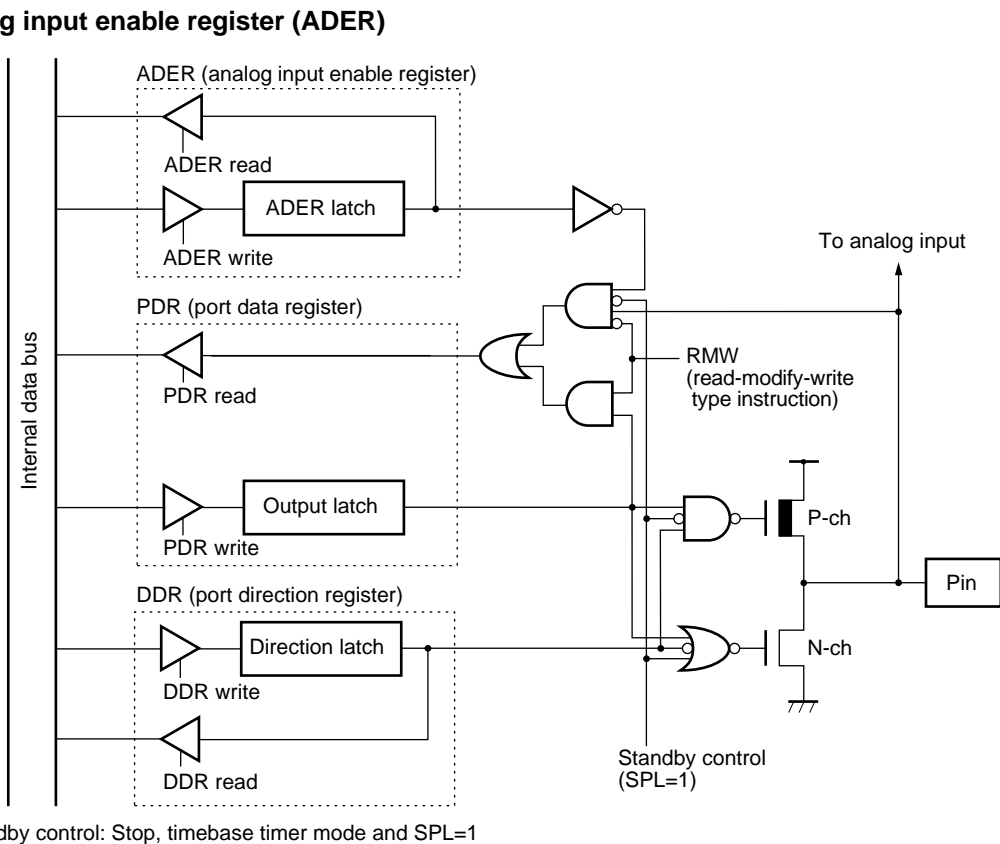 input enable register (ADER)
ADER (analog input enable register)
ADER read
ADER latch
ADER write
To analog input
PDR (port data register)
Internal data bus
RMW
(read-modify-write
type instruction)
PDR read
Output latch
P-ch
PDR write
Pin
DDR (port direction register)
Direction latch
N-ch
DDR write
Standby control
(SPL=1)
DDR read
control: Stop, timebase timer mode and SPL=1